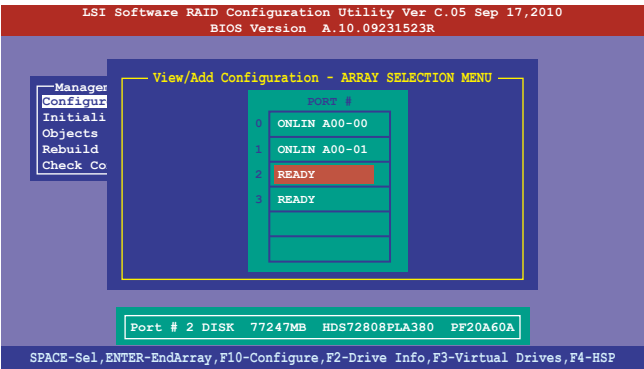 LSI Software RAID Configuration Utility Ver C.05 Sep 17,2010
BIOS Version A.10.09231523R
View/Add Configuration - ARRAY SELECTION MENU
Managem
Configur
Initiali
Objects
Rebuild
Check Co
PORT #
0 ONLIN A00-00
1 ONLIN A00-01
2 READY
3 READY
Port # 2 DISK 77247MB HDS72808PLA380 PF20A60A
SPACE-Sel,ENTER-EndArray,F10-Configure,F2-Drive Info,F3-Virtual Drives,F4-HSP